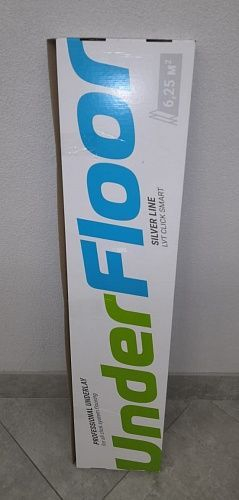 UnderFloor
SILVER LINE
LVT CLICK SMART
6,25 м²
PROFESSIONAL UNDERLAY